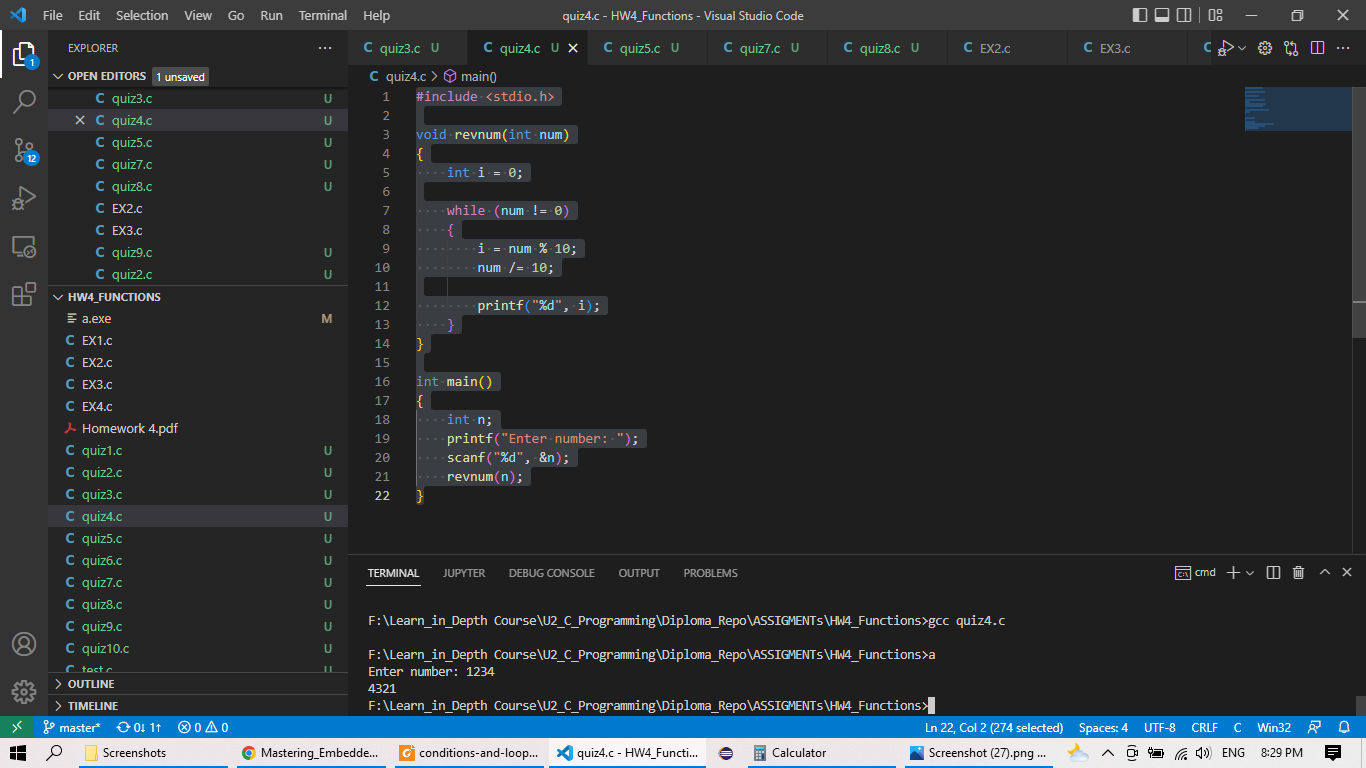 File Edit Selection View Go Run Terminal Help quiz4.c - HW4_Functions - Visual Studio Code
EXPLORER
OPEN EDITORS 1 unsaved
quiz3.c U
quiz4.c U
quiz5.c U
quiz7.c U
quiz8.c U
EX2.c
EX3.c
quiz9.c U
quiz2.c U
HW4_FUNCTIONS
a.exe M
EX1.c
EX2.c
EX3.c
EX4.c
Homework 4.pdf
quiz1.c U
quiz2.c U
quiz3.c U
quiz4.c U
quiz5.c U
quiz6.c U
quiz7.c U
quiz8.c U
quiz9.c U
quiz10.c U
test.c U
OUTLINE
TIMELINE
1
12
C quiz3.c U C quiz4.c U C quiz5.c U C quiz7.c U C quiz8.c U C EX2.c C EX3.c
C quiz4.c > main()
1 #include <stdio.h>
2
3 void revnum(int num)
4 {
5     int i = 0;
6
7     while (num != 0)
8     {
9         i = num % 10;
10         num /= 10;
11
12         printf("%d", i);
13     }
14 }
15
16 int main()
17 {
18     int n;
19     printf("Enter number: ");
20     scanf("%d", &n);
21     revnum(n);
22 }
TERMINAL JUPYTER DEBUG CONSOLE OUTPUT PROBLEMS cmd
F:\Learn_in_Depth Course\U2_C_Programming\Diploma_Repo\ASSIGMENTs\HW4_Functions>gcc quiz4.c
F:\Learn_in_Depth Course\U2_C_Programming\Diploma_Repo\ASSIGMENTs\HW4_Functions>a
Enter number: 1234
4321
F:\Learn_in_Depth Course\U2_C_Programming\Diploma_Repo\ASSIGMENTs\HW4_Functions>
master* 0↓ 1↑ 0 0 Ln 22, Col 2 (274 selected) Spaces: 4 UTF-8 CRLF C Win32
Screenshots Mastering_Embedde... conditions-and-loop... quiz4.c - HW4_Functi... Calculator Screenshot (27).png ... ENG 8:29 PM